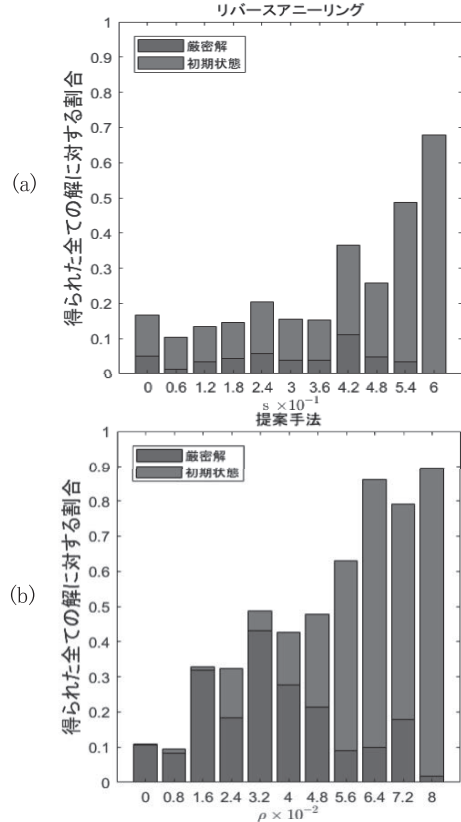 リバースアニーリング
1
0.9
0.8
0.7
0.6
0.5
0.4
0.3
0.2
0.1
0
厳密解
初期状態
得られた全ての解に対する割合
(a)
0 0.6 1.2 1.8 2.4 3 3.6 4.2 4.8 5.4 6
s ×10⁻¹
提案手法
1
0.9
0.8
0.7
0.6
0.5
0.4
0.3
0.2
0.1
0
厳密解
初期状態
得られた全ての解に対する割合
(b)
0 0.8 1.6 2.4 3.2 4 4.8 5.6 6.4 7.2 8
ρ ×10⁻²